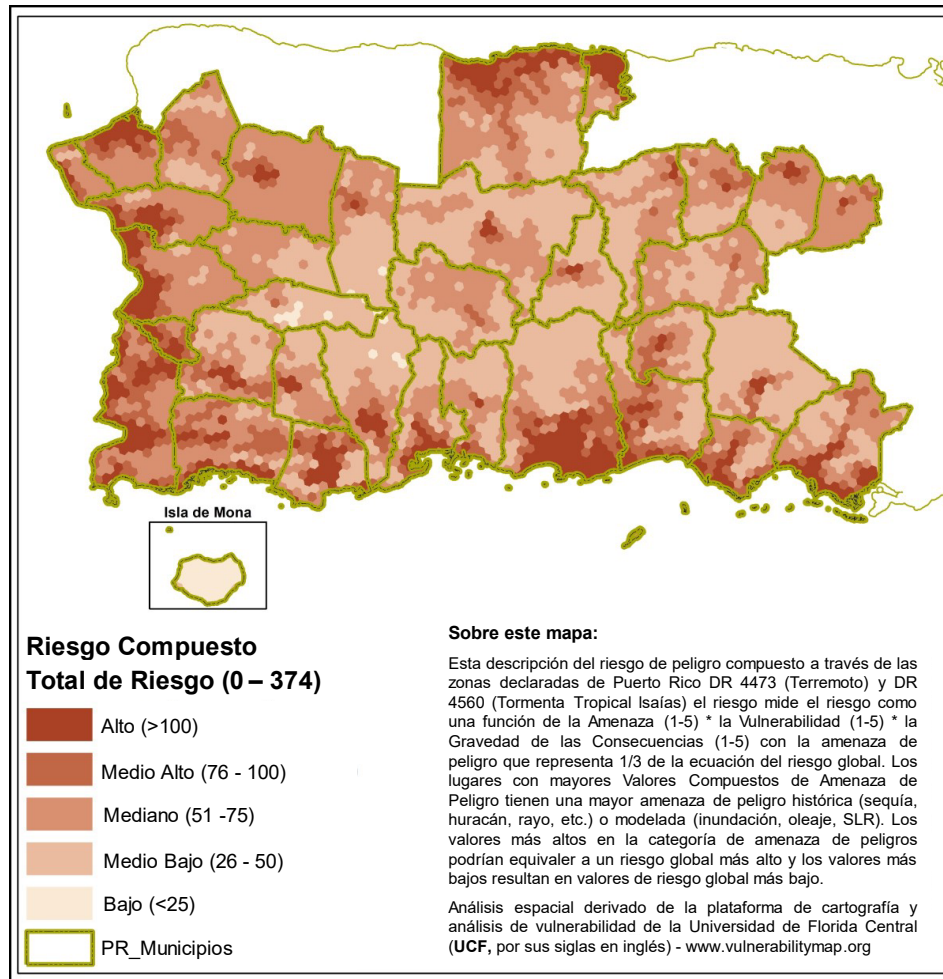 Isla de Mona
Riesgo Compuesto
Total de Riesgo (0 – 374)
Alto (>100)
Medio Alto (76 - 100)
Mediano (51 -75)
Medio Bajo (26 - 50)
Bajo (<25)
PR_Municipios
Sobre este mapa:
Esta descripción del riesgo de peligro compuesto a través de las
zonas declaradas de Puerto Rico DR 4473 (Terremoto) y DR
4560 (Tormenta Tropical Isaías) el riesgo mide el riesgo como
una función de la Amenaza (1-5) * la Vulnerabilidad (1-5) * la
Gravedad de las Consecuencias (1-5) con la amenaza de
peligro que representa 1/3 de la ecuación del riesgo global. Los
lugares con mayores Valores Compuestos de Amenaza de
Peligro tienen una mayor amenaza de peligro histórica (sequía,
huracán, rayo, etc.) o modelada (inundación, oleaje, SLR). Los
valores más altos en la categoría de amenaza de peligros
podrían equivaler a un riesgo global más alto y los valores más
bajos resultan en valores de riesgo global más bajo.
Análisis espacial derivado de la plataforma de cartografía y
análisis de vulnerabilidad de la Universidad de Florida Central
(UCF, por sus siglas en inglés) - www.vulnerabilitymap.org